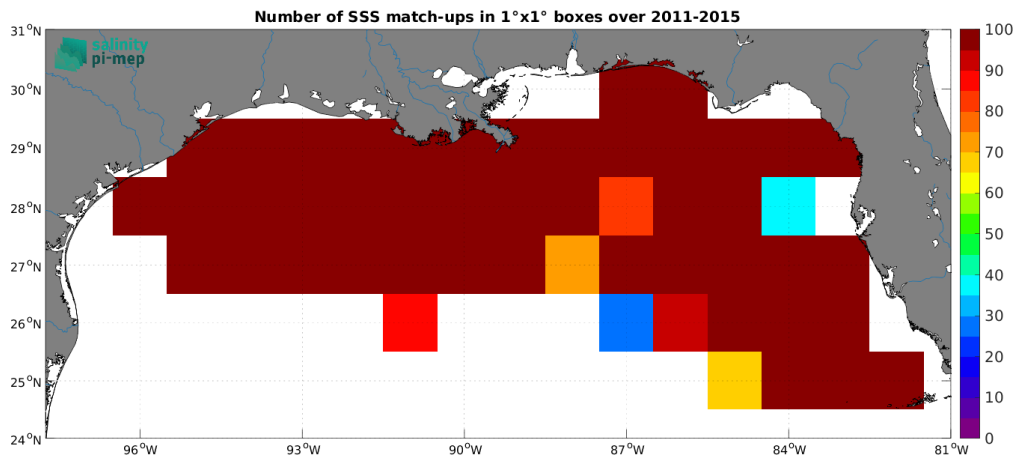 Number of SSS match-ups in 1°x1° boxes over 2011-2015
salinity
pi-mep
31°N
30°N
29°N
28°N
27°N
26°N
25°N
24°N
96°W
93°W
90°W
87°W
84°W
81°W
100
90
80
70
60
50
40
30
20
10
0